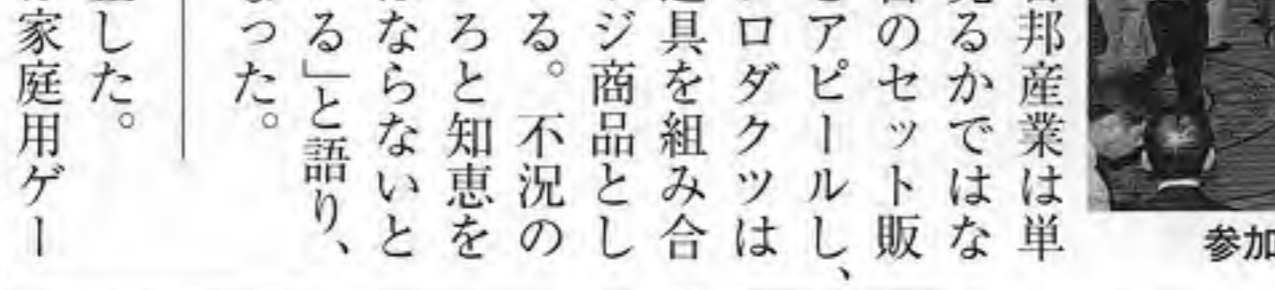 参加
邦産業は単
るかではな
のセット販
アピールし、
ロダクツは
具を組み合
ジ商品とし
る。不況の
ろと知恵を
ならないと
る」と語り、
った。
した。
家庭用ゲー